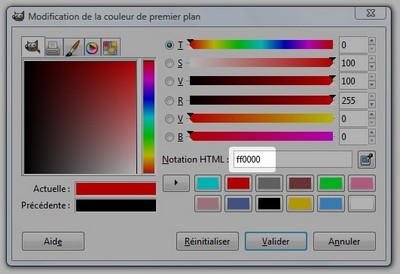 Modification de la couleur de premier plan
T 0
S 100
V 100
R 255
V 0
B 0
Notation HTML : ff0000
Actuelle :
Précédente :
Aide
Réinitialiser
Valider
Annuler